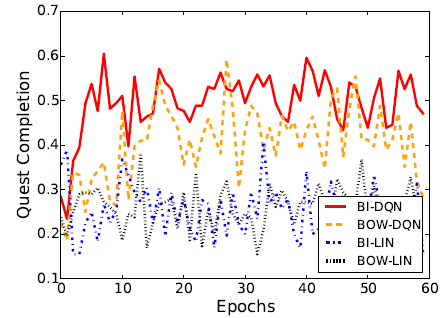 0.7
0.6
0.5
0.4
0.3
0.2
0.1
Quest Completion
0 10 20 30 40 50 60
Epochs
BI-DQN
BOW-DQN
BI-LIN
BOW-LIN